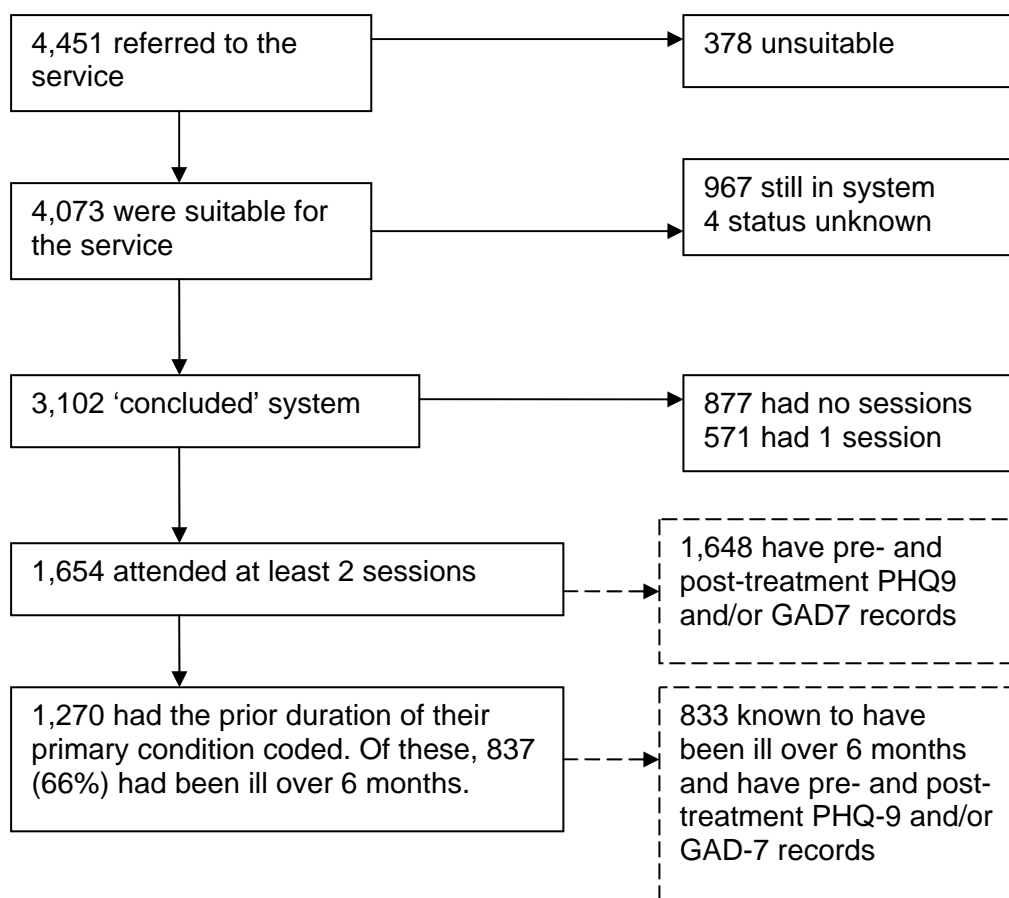 4,451 referred to the
service
378 unsuitable
4,073 were suitable for
the service
967 still in system
4 status unknown
3,102 ‘concluded’ system
877 had no sessions
571 had 1 session
1,654 attended at least 2 sessions
1,648 have pre- and
post-treatment PHQ9
and/or GAD7 records
1,270 had the prior duration of their
primary condition coded. Of these, 837
(66%) had been ill over 6 months.
833 known to have
been ill over 6 months
and have pre- and post-
treatment PHQ-9 and/or
GAD-7 records